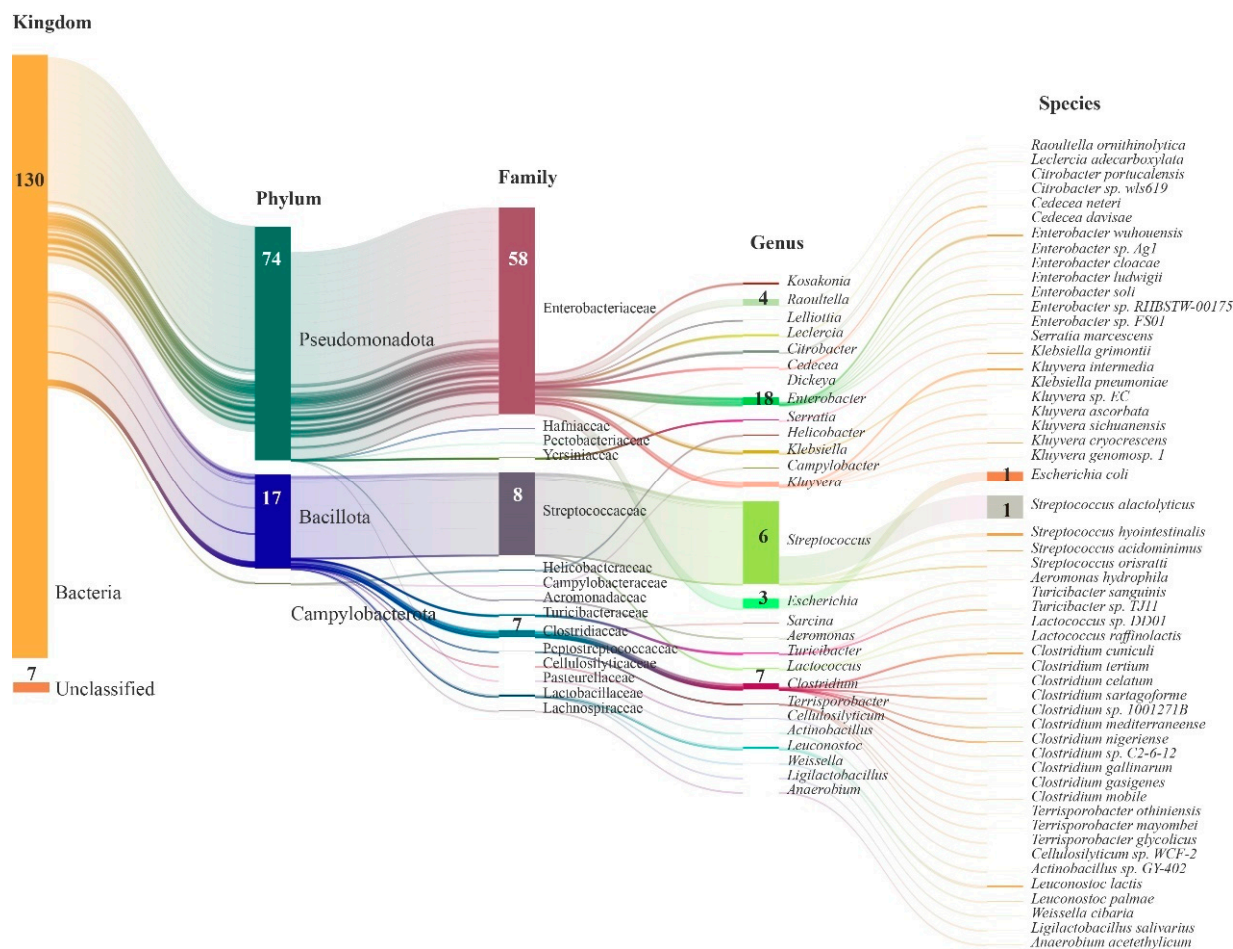 Kingdom
130
Bacteria
7
Unclassified
Phylum
74
Pseudomonadota
17
Bacillota
Campylobacterota
Family
58
Enterobacteriaceae
Hafniaceae
Pectobacteriaceae
Yersiniaceae
8
Streptococcaceae
Helicobacteraceae
Campylobacteraceae
Aeromonadaceae
Turicibacteraceae
7
Clostridiaceae
Peptostreptococcaceae
Cellulosilyticaceae
Pasteurellaceae
Lactobacillaceae
Lachnospiraceae
Genus
Kosakonia
4
Raoultella
Lelliottia
Leclercia
Citrobacter
Cedecea
Dickeya
18
Enterobacter
Serratia
Helicobacter
Klebsiella
Campylobacter
Kluyvera
6
Streptococcus
3
Escherichia
Sarcina
Aeromonas
Turicibacter
Lactococcus
7
Clostridium
Terrisporobacter
Cellulosilyticum
Actinobacillus
Leuconostoc
Weissella
Ligilactobacillus
Anaerobium
Species
Raoultella ornithinolytica
Leclercia adecarboxylata
Citrobacter portucalensis
Citrobacter sp. wls619
Cedecea neteri
Cedecea davisae
Enterobacter wuhouensis
Enterobacter sp. Ag1
Enterobacter cloacae
Enterobacter ludwigii
Enterobacter soli
Enterobacter sp. RHBSTW-00175
Enterobacter sp. FS01
Serratia marcescens
Klebsiella grimontii
Kluyvera intermedia
Klebsiella pneumoniae
Kluyvera sp. EC
Kluyvera ascorbata
Kluyvera sichuanensis
Kluyvera cryocrescens
Kluyvera genomosp. 1
1
Escherichia coli
1
Streptococcus alactolyticus
Streptococcus hyointestinalis
Streptococcus acidominimus
Streptococcus orisratti
Aeromonas hydrophila
Turicibacter sanguinis
Turicibacter sp. TJ11
Lactococcus sp. DD01
Lactococcus raffinolactis
Clostridium cuniculi
Clostridium tertium
Clostridium celatum
Clostridium sartagoforme
Clostridium sp. 1001271B
Clostridium mediterraneense
Clostridium nigeriense
Clostridium sp. C2-6-12
Clostridium gallinarum
Clostridium gasigenes
Clostridium mobile
Terrisporobacter othiniensis
Terrisporobacter mayombei
Terrisporobacter glycolicus
Cellulosilyticum sp. WCF-2
Actinobacillus sp. GY-402
Leuconostoc lactis
Leuconostoc palmae
Weissella cibaria
Ligilactobacillus salivarius
Anaerobium acetethylicum